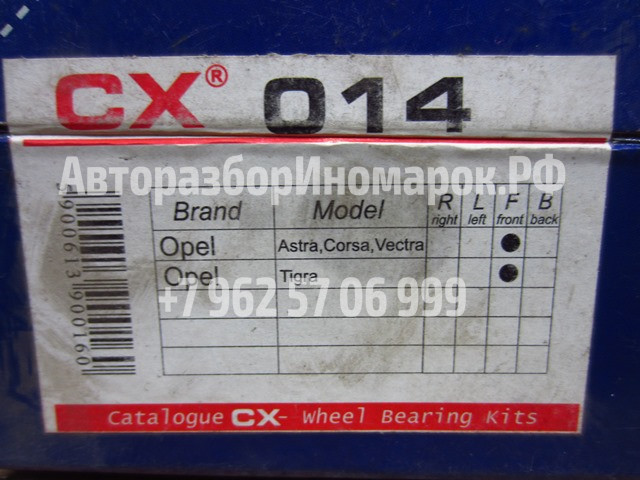 CX® 014
АвторазборИномарок.РФ
Brand Model R right L left F front B back
Opel Astra,Corsa,Vectra ●
Opel Tigra ●
+7 962 57 06 999
5900613900160
Catalogue CX - Wheel Bearing Kits